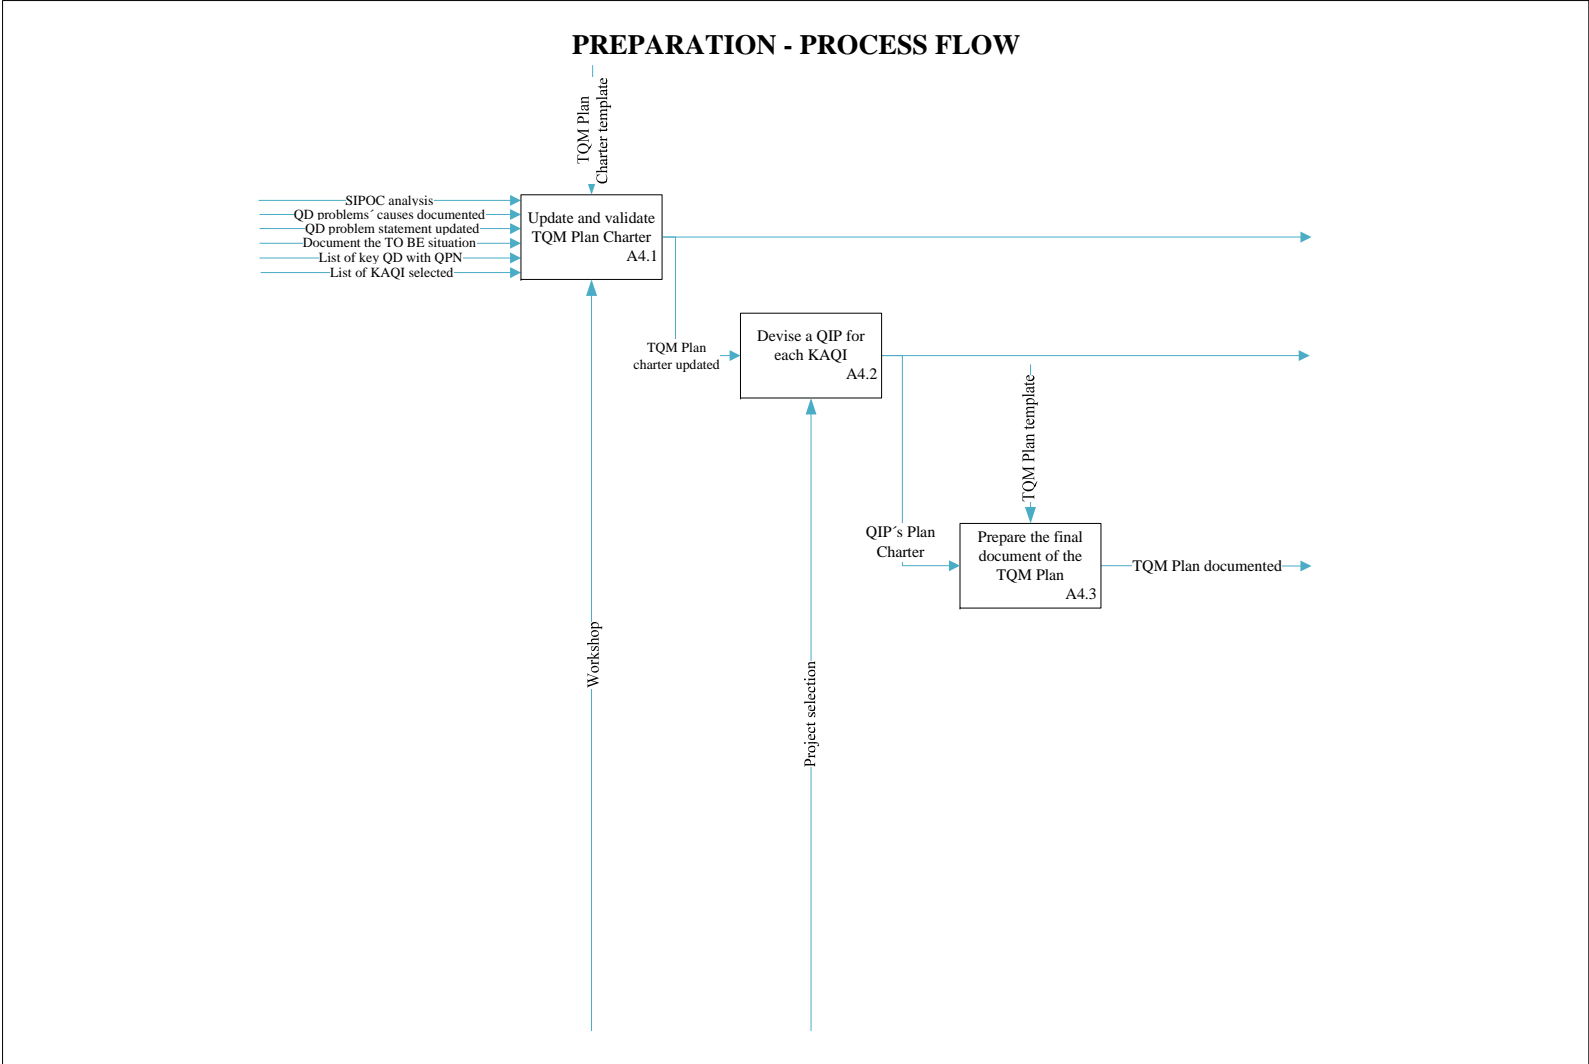 PREPARATION - PROCESS FLOW
TQM Plan
Charter template
SIPOC analysis
QD problems´ causes documented
QD problem statement updated
Document the TO BE situation
List of key QD with QPN
List of KAQI selected
Update and validate
TQM Plan Charter
A4.1
TQM Plan
charter updated
Devise a QIP for
each KAQI
A4.2
TQM Plan template
QIP´s Plan
Charter
Prepare the final
document of the
TQM Plan
A4.3
TQM Plan documented
Workshop
Project selection